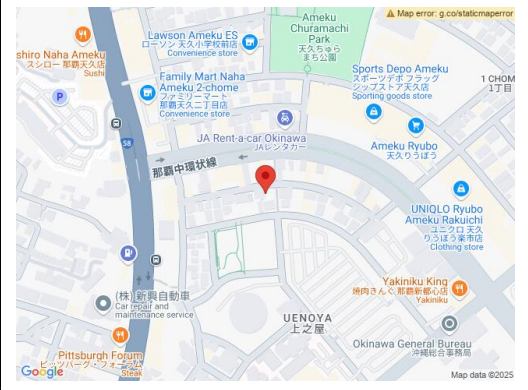 Map error: g.co/staticmaperror
Ameku
Churamachi
Park
天久ちゅら
まち公園
Lawson Ameku ES
ローソン 天久小学校前店
Convenience store
shiro Naha Ameku
スシロー 那覇天久店
Sushi
Family Mart Naha
Ameku 2-chome
ファミリーマート
那覇天久二丁目店
Convenience store
Sports Depo Ameku
スポーツデポ フラッグ
シップストア天久店
Sporting goods store
1 CHOM
1丁目
P
JA Rent-a-car Okinawa
JAレンタカー
Ameku Ryubo
天久りうぼう
58
那覇中環状線
UNIQLO Ryubo
Ameku Rakuichi
ユニクロ 天久
りうぼう楽市店
Clothing store
Yakiniku King
焼肉きんぐ 那覇新都心店
Yakiniku
(株) 新興自動車
Car repair and
maintenance service
UENOYA
上之屋
Okinawa General Bureau
沖縄総合事務局
Pittsburgh Forum
ピッツバーグ・フォーラム
Steak
Google
Map data ©2025